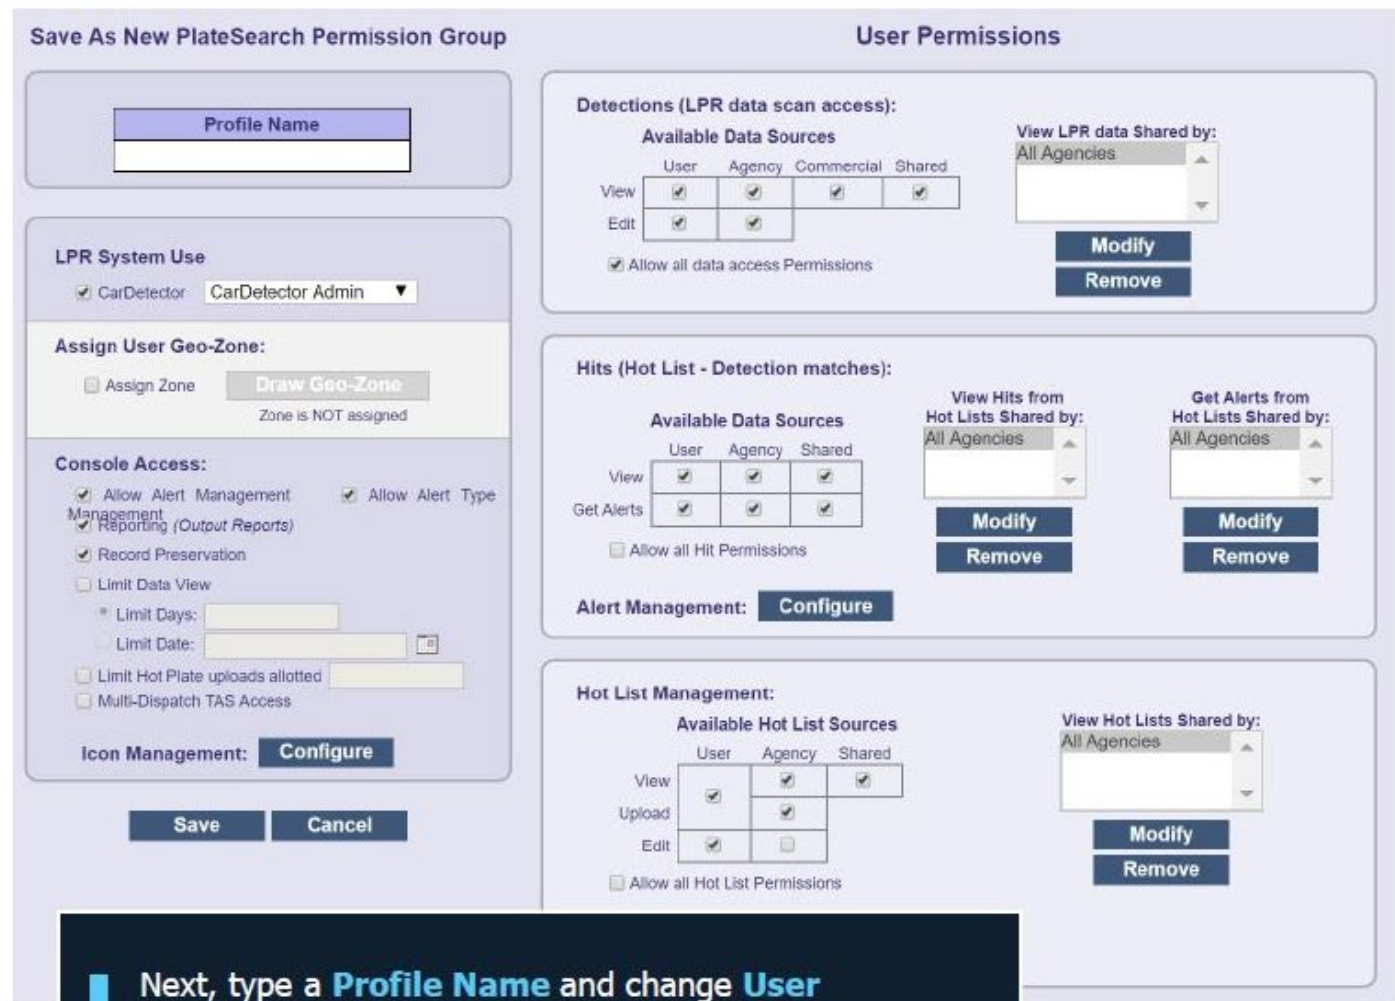 Save As New PlateSearch Permission Group
Profile Name
LPR System Use
CarDetector CarDetector Admin
Assign User Geo-Zone:
Assign Zone Draw Geo-Zone
Zone is NOT assigned
Console Access:
Allow Alert Management Allow Alert Type
Management
Reporting (Output Reports)
Record Preservation
Limit Data View
Limit Days:
Limit Date:
Limit Hot Plate uploads allotted
Multi-Dispatch TAS Access
Icon Management: Configure
Save Cancel
User Permissions
Detections (LPR data scan access):
Available Data Sources
User Agency Commercial Shared
View
Edit
Allow all data access Permissions
View LPR data Shared by:
All Agencies
Modify
Remove
Hits (Hot List - Detection matches):
Available Data Sources
User Agency Shared
View
Get Alerts
Allow all Hit Permissions
View Hits from
Hot Lists Shared by:
All Agencies
Modify
Remove
Get Alerts from
Hot Lists Shared by:
All Agencies
Modify
Remove
Alert Management: Configure
Hot List Management:
Available Hot List Sources
User Agency Shared
View
Upload
Edit
Allow all Hot List Permissions
View Hot Lists Shared by:
All Agencies
Modify
Remove
Next, type a Profile Name and change User